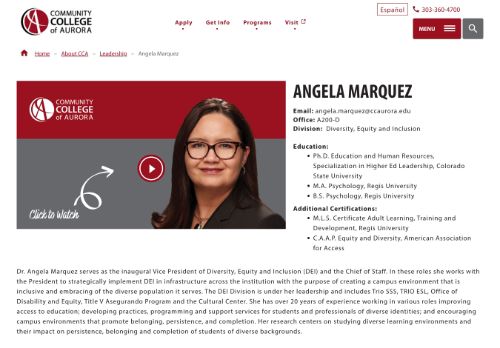 COMMUNITY
COLLEGE
of AURORA
Apply
Get Info
Programs
Visit
Español
303-360-4700
MENU
Home – About CCA – Leadership – Angela Marquez
COMMUNITY
COLLEGE
of AURORA
Click to Watch
ANGELA MARQUEZ
Email: angela.marquez@ccaurora.edu
Office: A200-D
Division: Diversity, Equity and Inclusion
Education:
Ph.D. Education and Human Resources,
Specialization in Higher Ed Leadership, Colorado
State University
M.A. Psychology, Regis University
B.S. Psychology, Regis University
Additional Certifications:
M.L.S. Certificate Adult Learning, Training and
Development, Regis University
C.A.A.P. Equity and Diversity, American Association
for Access
Dr. Angela Marquez serves as the inaugural Vice President of Diversity, Equity and Inclusion (DEI) and the Chief of Staff. In these roles she works with
the President to strategically implement DEI in infrastructure across the institution with the purpose of creating a campus environment that is
inclusive and embracing of the diverse population it serves. The DEI Division is under her leadership and includes Trio SSS, TRIO ESL, Office of
Disability and Equity, Title V Asegurando Program and the Cultural Center. She has over 20 years of experience working in various roles improving
access to education; developing practices, programming and support services for students and professionals of diverse identities; and encouraging
campus environments that promote belonging, persistence, and completion. Her research centers on studying diverse learning environments and
their impact on persistence, belonging and completion of students of diverse backgrounds.